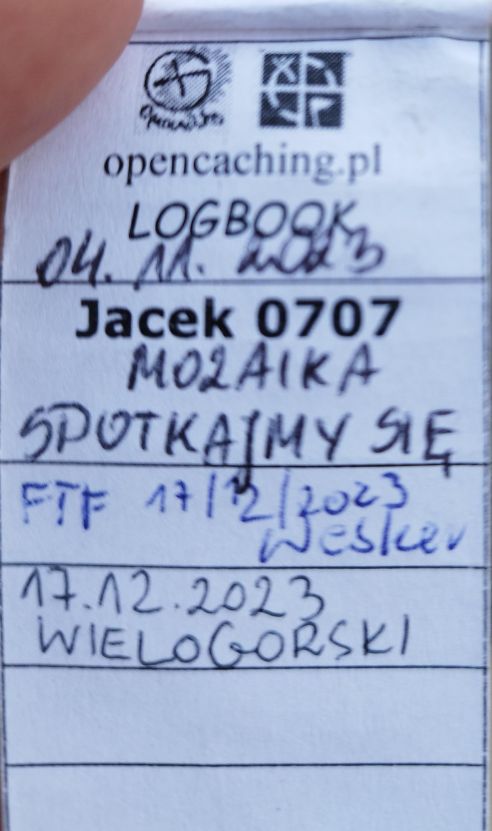 opencaching.pl
LOGBOOK
04. 11. 2023
Jacek 0707
MOZAIKA
SPOTKAJMY SIĘ
FTF 17/12/2023
Wesker
17.12.2023
WIELOGORSKI